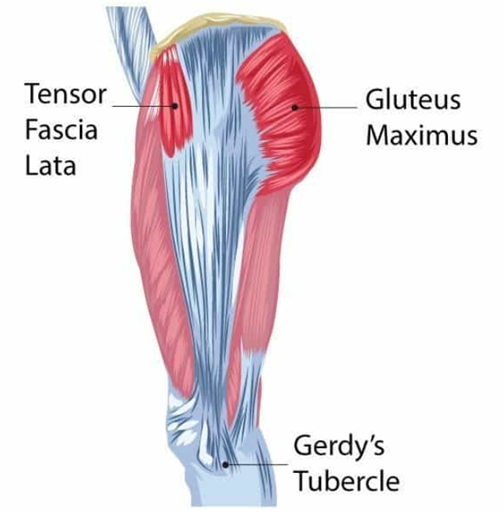 Tensor
Fascia
Lata
Gluteus
Maximus
Gerdy's
Tubercle